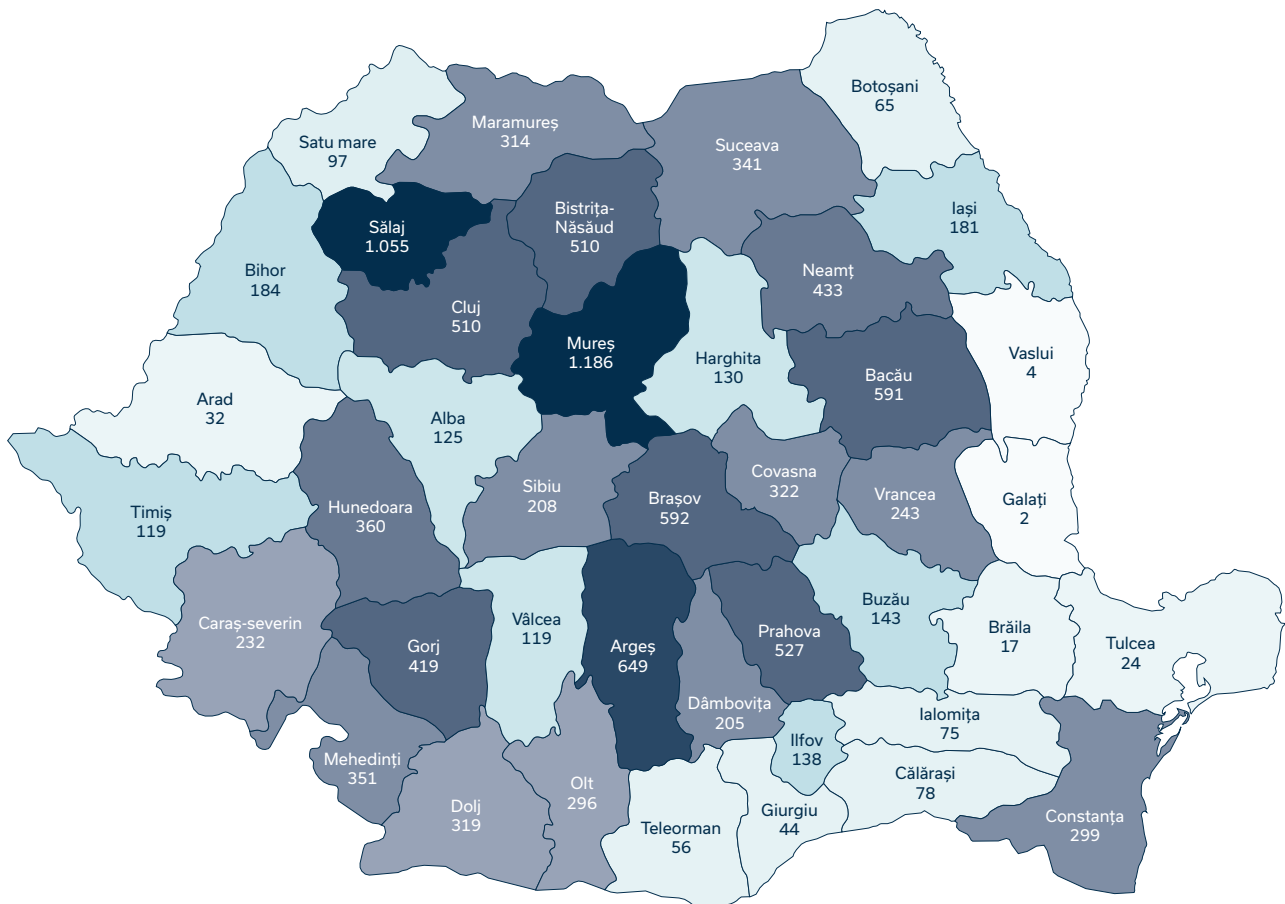 Botoșani
65
Maramureș
314
Satu mare
97
Suceava
341
Iași
181
Sălaj
1.055
Bistrița-
Năsăud
510
Bihor
184
Neamț
433
Cluj
510
Mureș
1.186
Harghita
130
Vaslui
4
Bacău
591
Arad
32
Alba
125
Covasna
322
Sibiu
208
Brașov
592
Vrancea
243
Galați
2
Timiș
119
Hunedoara
360
Buzău
143
Caraș-severin
232
Vâlcea
119
Brăila
17
Prahova
527
Tulcea
24
Gorj
419
Argeș
649
Dâmbovița
205
Ialomița
75
Ilfov
138
Mehedinți
351
Călărași
78
Olt
296
Dolj
319
Giurgiu
44
Constanța
299
Teleorman
56